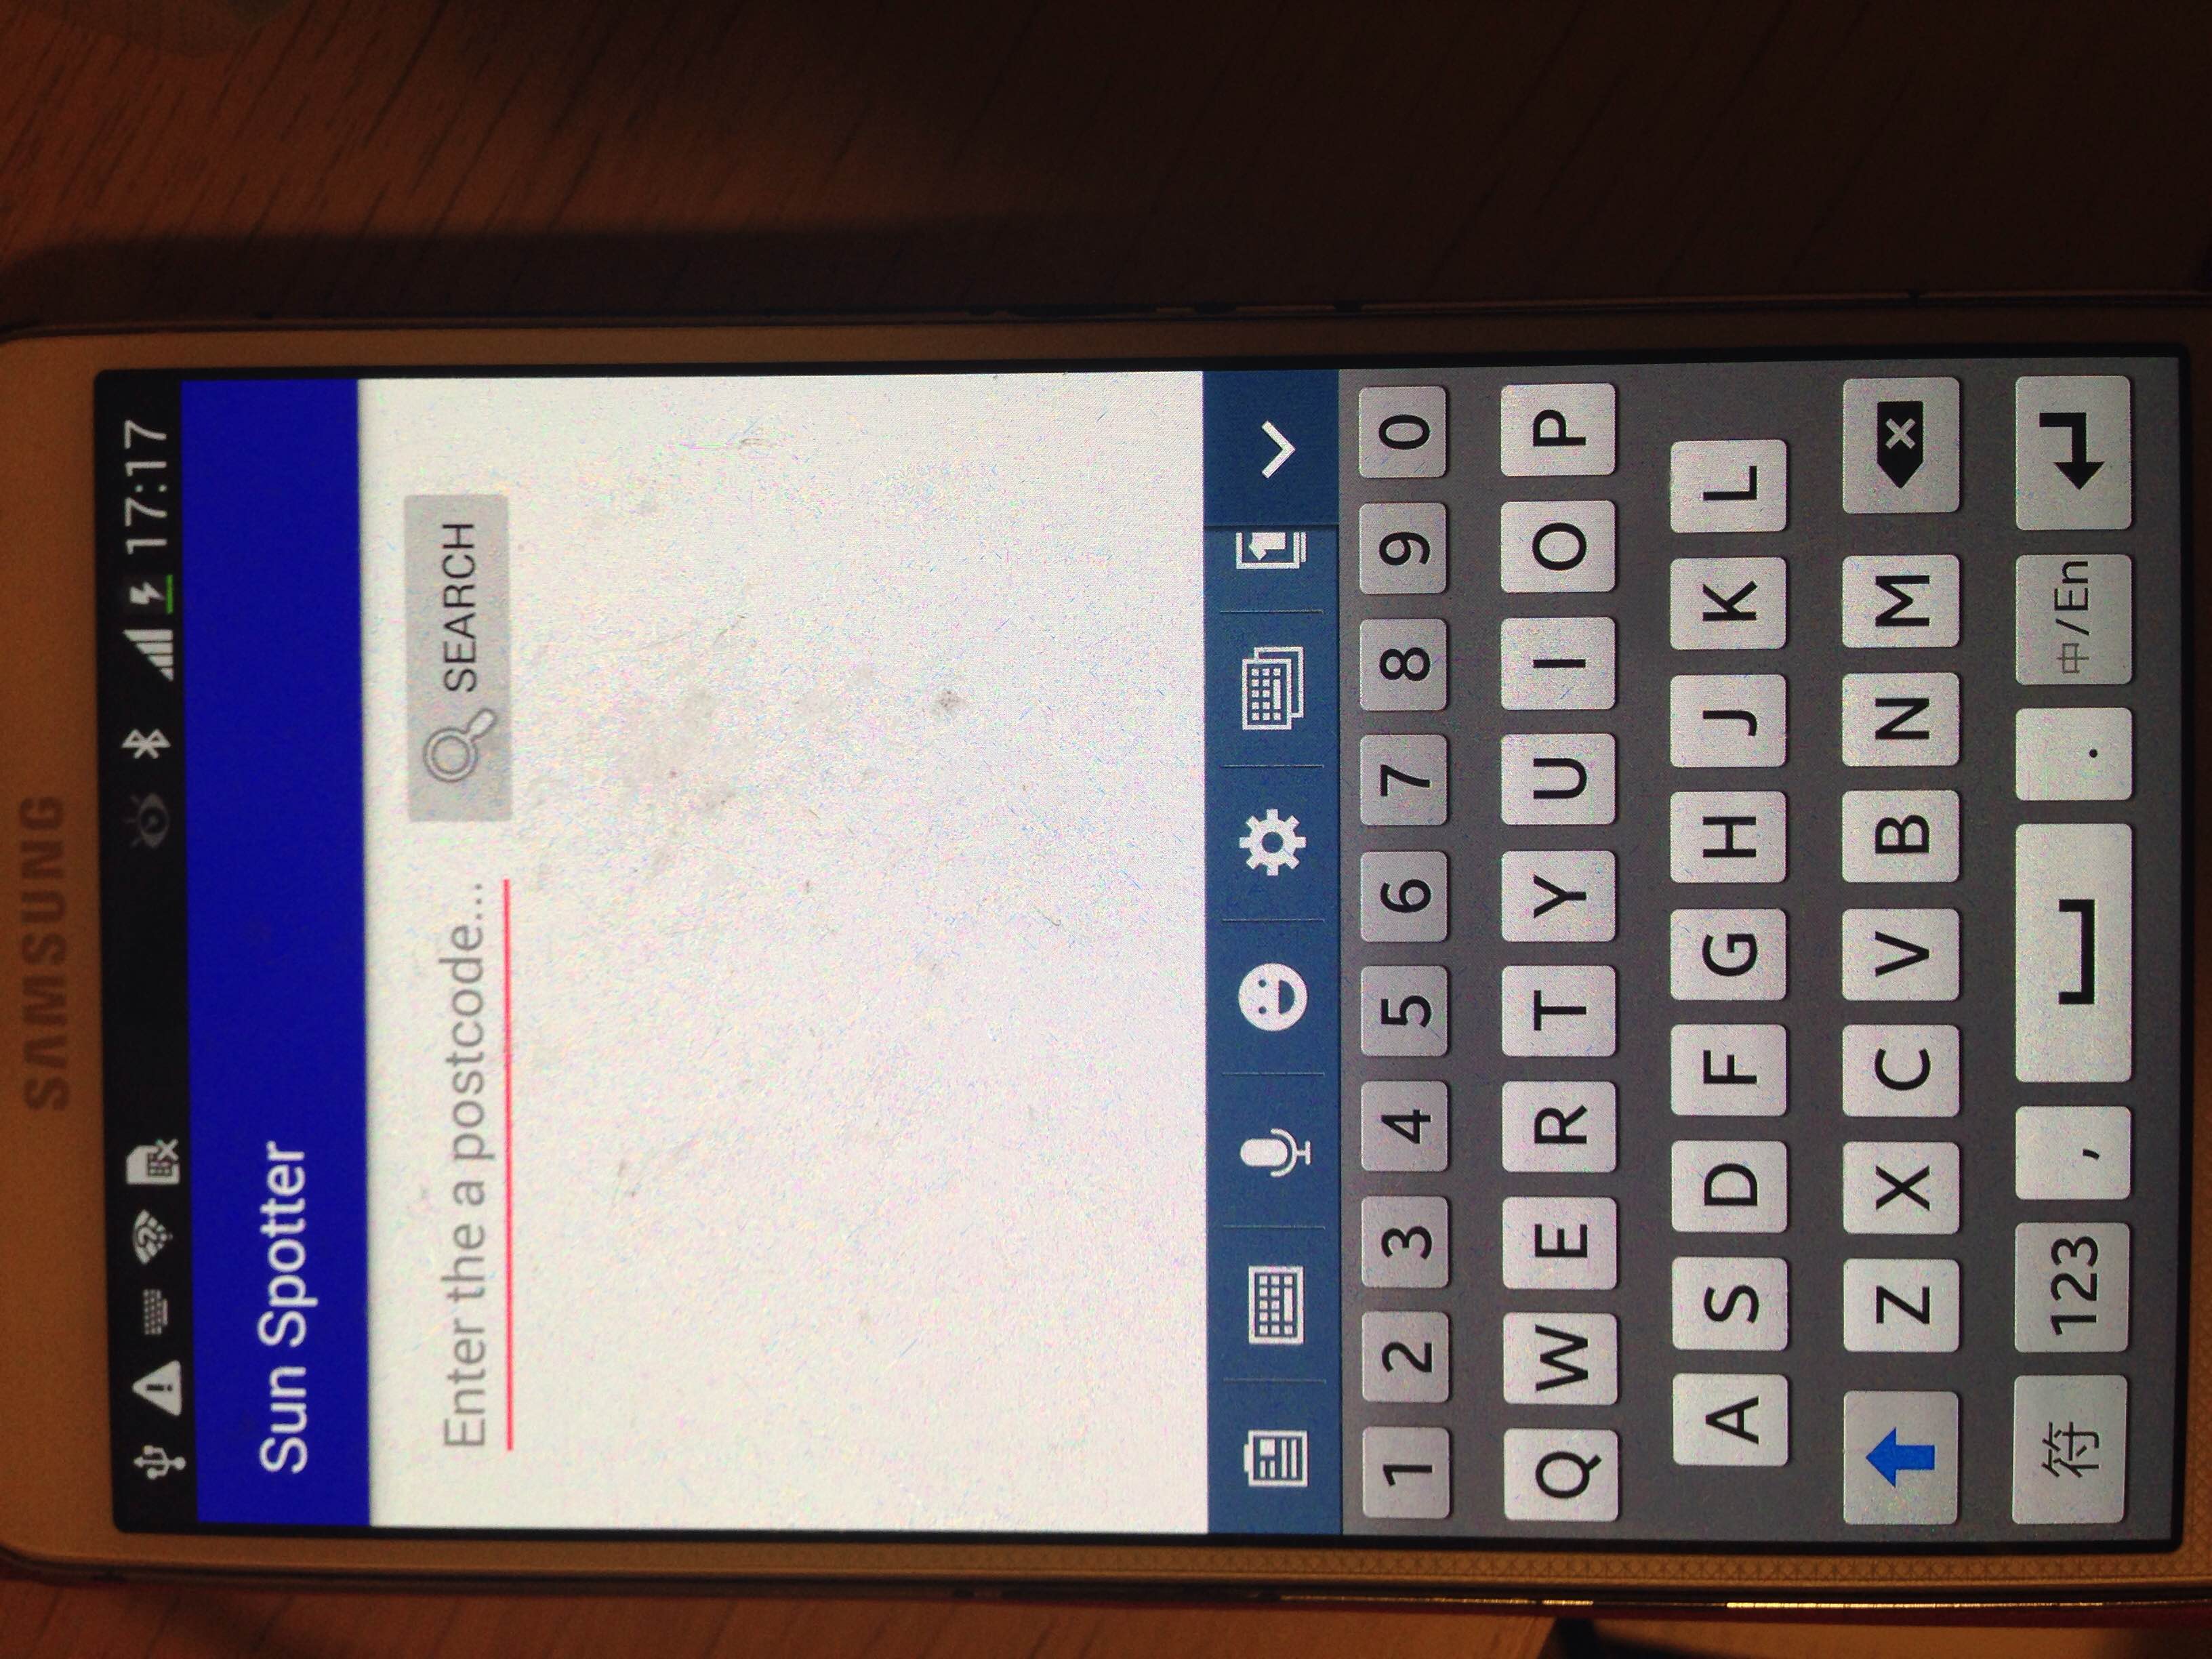 SAMSUNG
17:17
Sun Spotter
Enter the a postcode...
SEARCH
1 2 3 4 5 6 7 8 9 0
Q W E R T Y U I O P
A S D F G H J K L
Z X C V B N M
符 123 , . 中/En